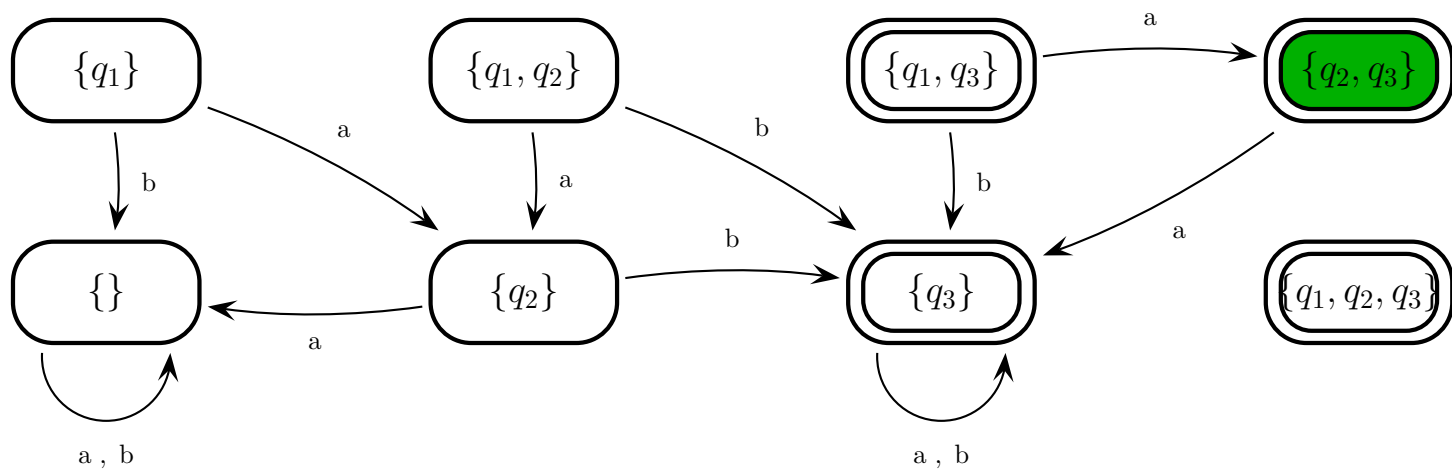 a
{q₁}
{q₁, q₂}
{q₁, q₃}
{q₂, q₃}
a
b
b
a
b
b
a
{}
{q₂}
{q₃}
{q₁, q₂, q₃}
a
a , b
a , b